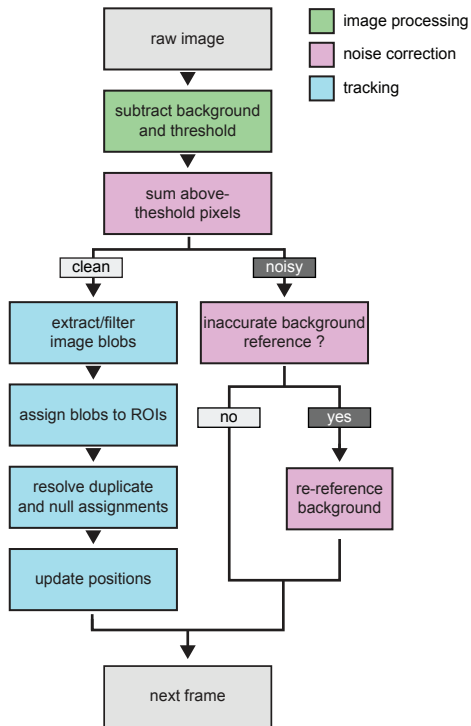 raw image
image processing
noise correction
tracking
subtract background
and threshold
sum above-
theshold pixels
clean
noisy
extract/filter
image blobs
inaccurate background
reference ?
assign blobs to ROIs
no
yes
resolve duplicate
and null assignments
re-reference
background
update positions
next frame